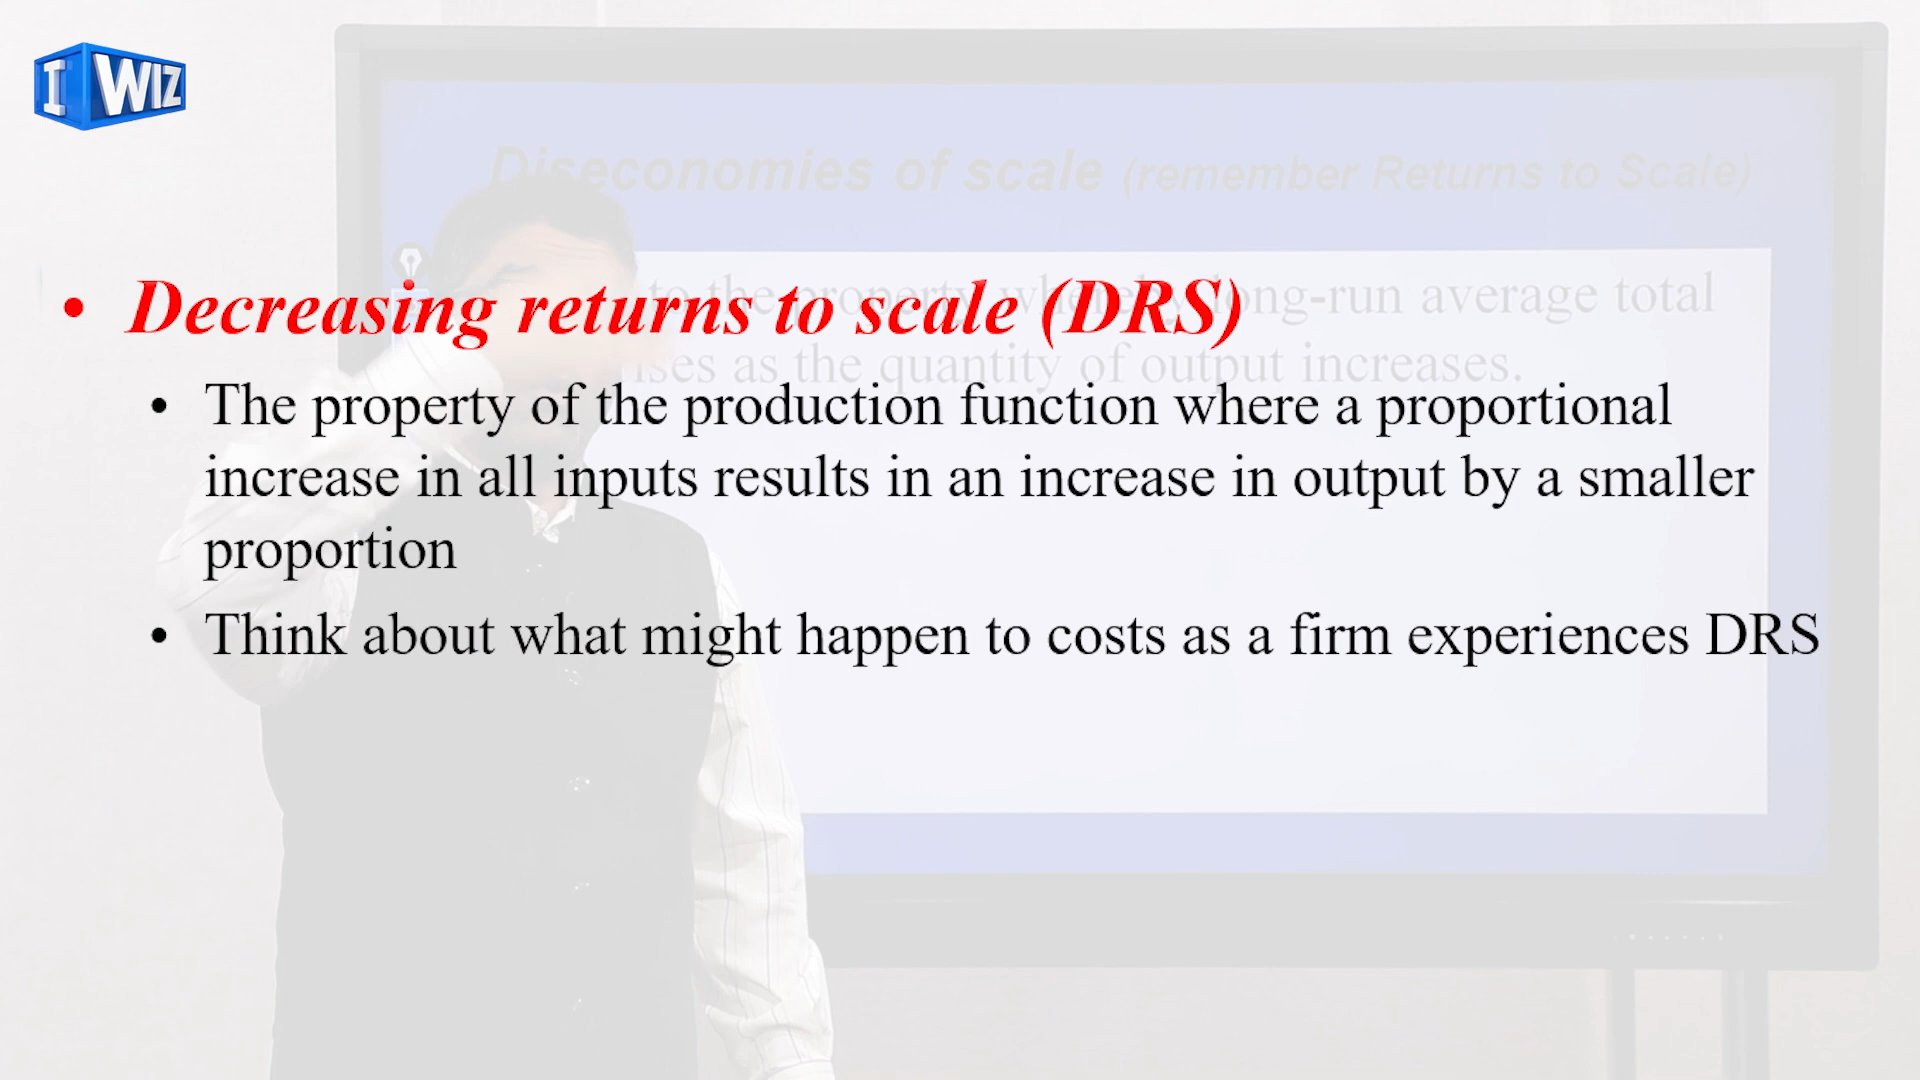 I WIZ
Diseconomies of scale (remember Returns to Scale)
to the property whereby long-run average total
ises as the quantity of output increases.
• Decreasing returns to scale (DRS)
• The property of the production function where a proportional
increase in all inputs results in an increase in output by a smaller
proportion
• Think about what might happen to costs as a firm experiences DRS